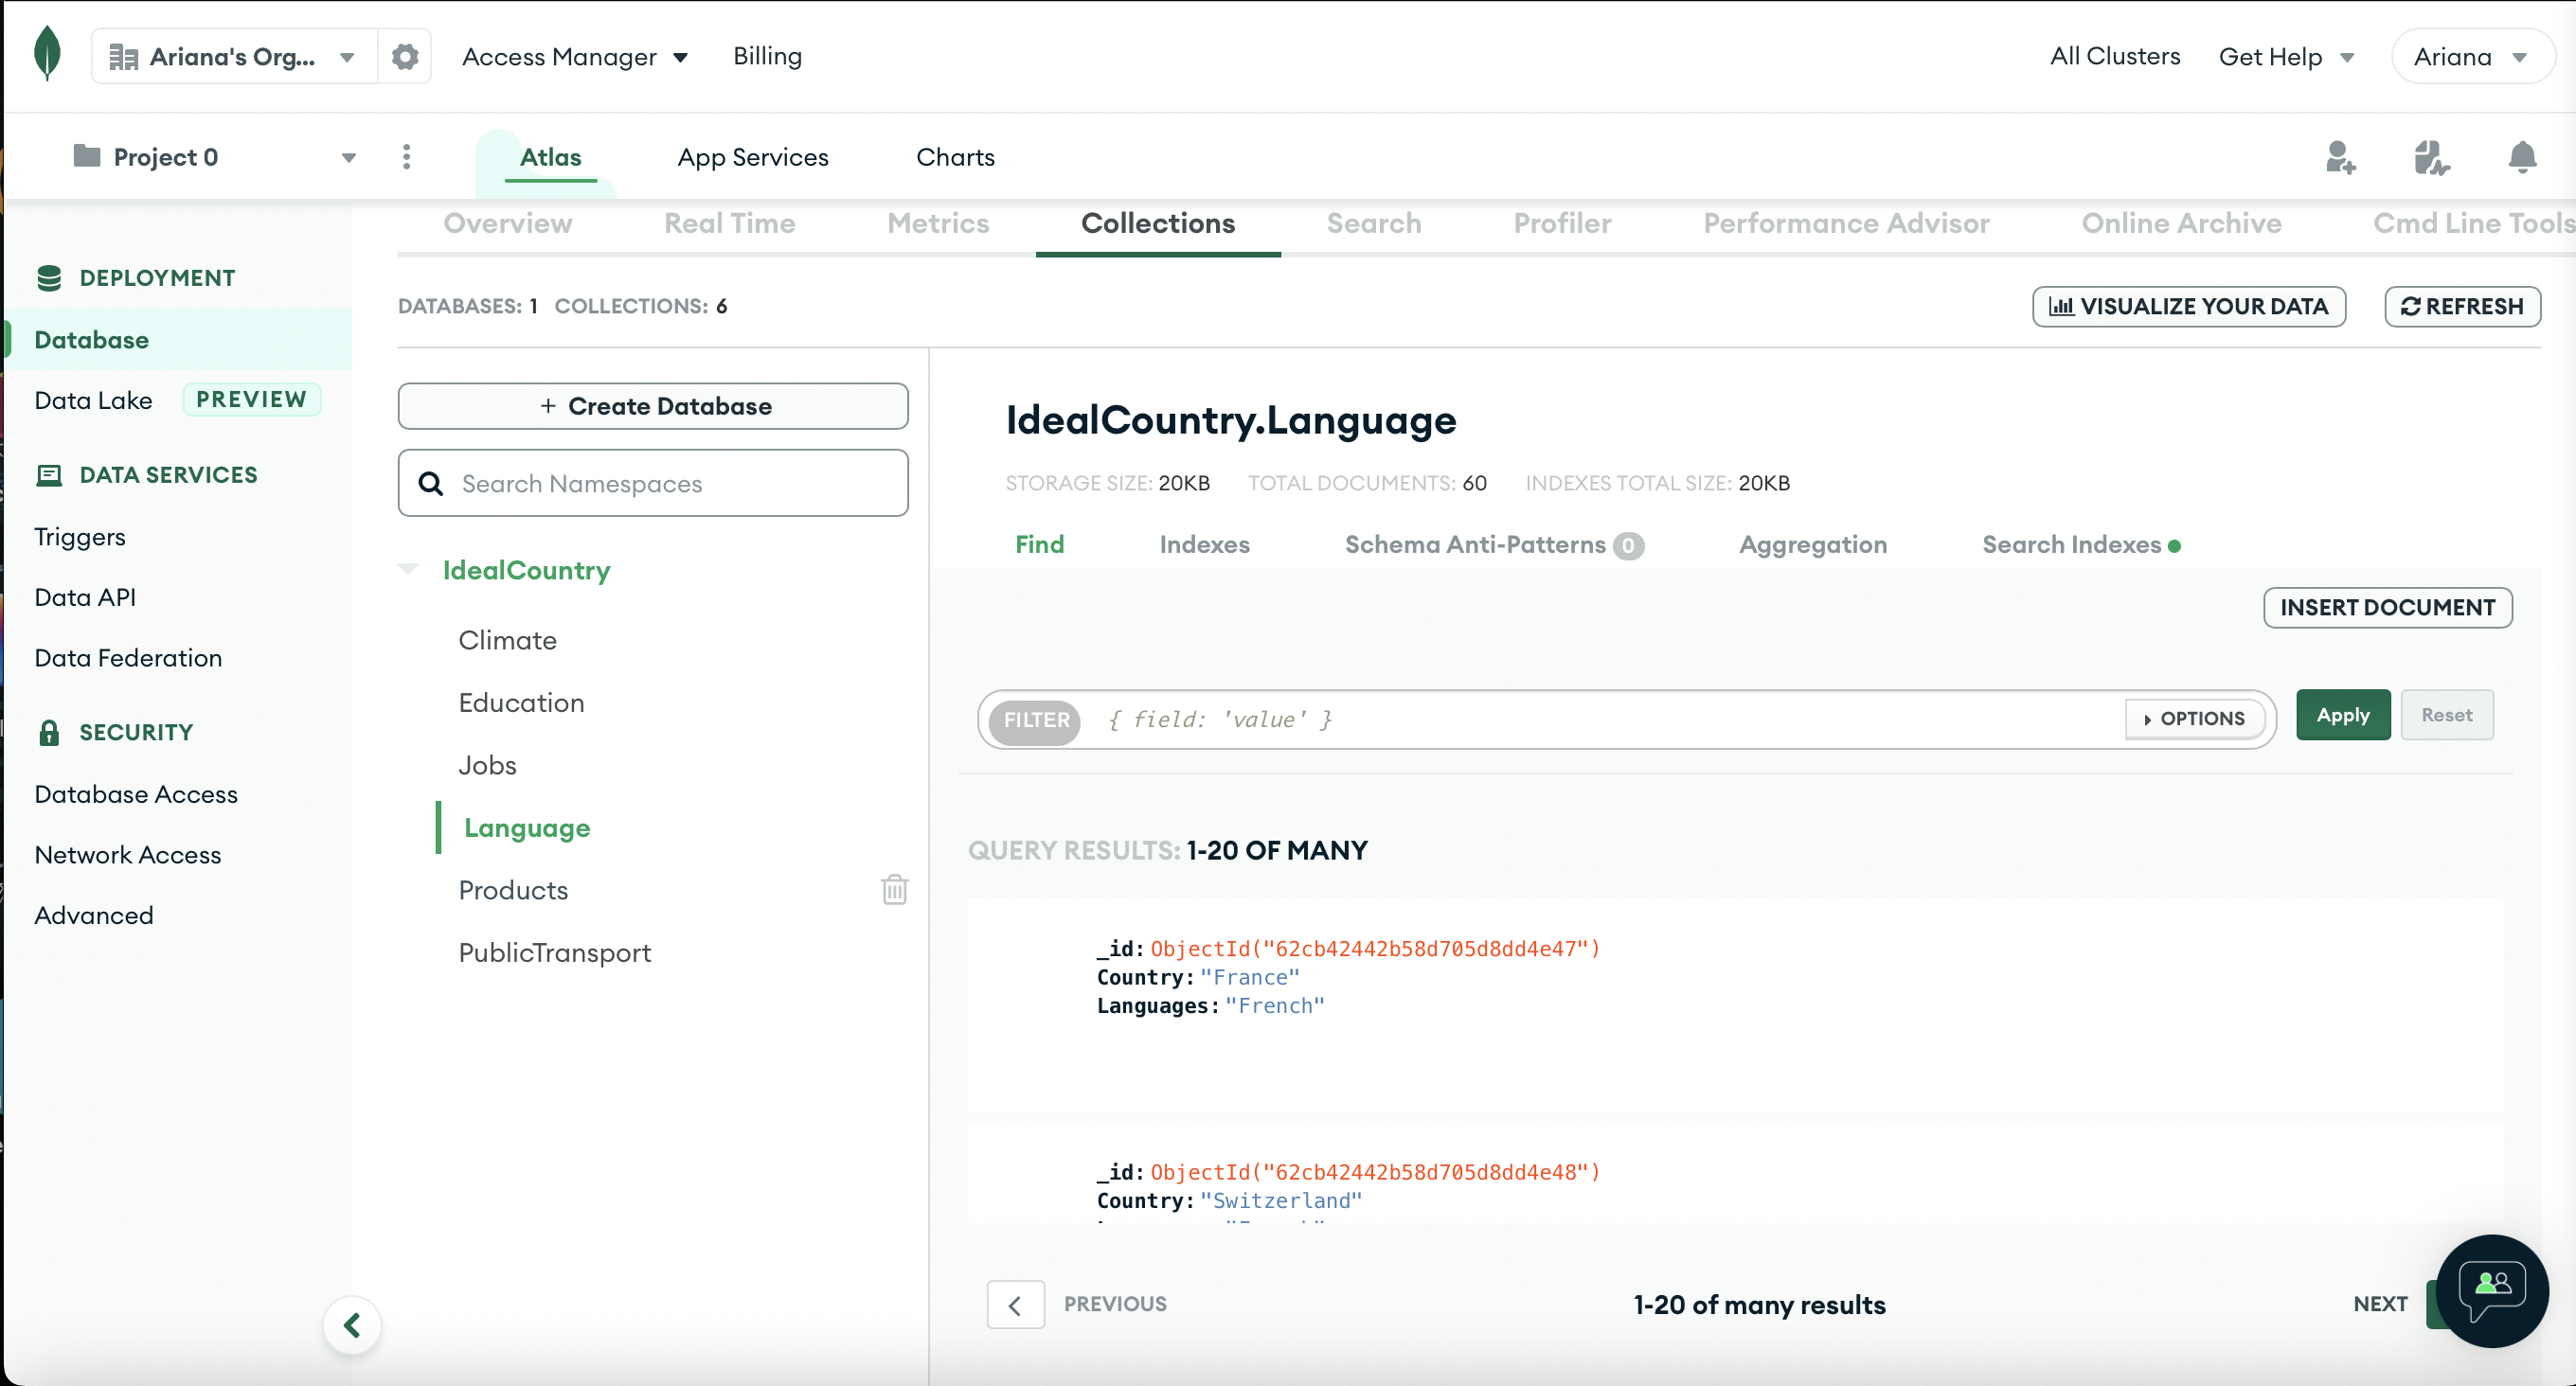 Ariana's Org... Access Manager Billing All Clusters Get Help Ariana
Project 0 Atlas App Services Charts
Overview Real Time Metrics Collections Search Profiler Performance Advisor Online Archive Cmd Line Tools
DEPLOYMENT
Database
Data Lake PREVIEW
DATA SERVICES
Triggers
Data API
Data Federation
SECURITY
Database Access
Network Access
Advanced
DATABASES: 1 COLLECTIONS: 6
VISUALIZE YOUR DATA REFRESH
+ Create Database
Search Namespaces
IdealCountry
Climate
Education
Jobs
Language
Products
PublicTransport
IdealCountry.Language
STORAGE SIZE: 20KB TOTAL DOCUMENTS: 60 INDEXES TOTAL SIZE: 20KB
Find Indexes Schema Anti-Patterns 0 Aggregation Search Indexes
INSERT DOCUMENT
FILTER { field: 'value' } OPTIONS Apply Reset
QUERY RESULTS: 1-20 OF MANY
_id: ObjectId("62cb42442b58d705d8dd4e47")
Country: "France"
Languages: "French"
_id: ObjectId("62cb42442b58d705d8dd4e48")
Country: "Switzerland"
PREVIOUS 1-20 of many results NEXT